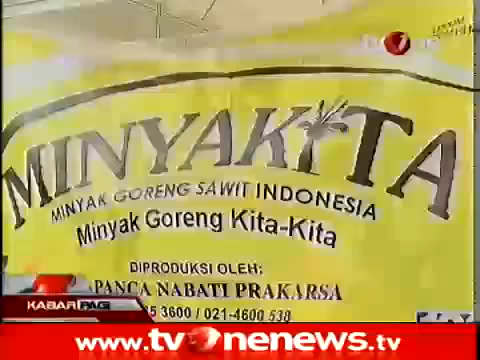 MINYAKITA
MINYAK GORENG SAWIT INDONESIA
Minyak Goreng Kita-Kita
DIPRODUKSI OLEH:
PANCA NABATI PRAKARSA
3600 / 021-4600 538
KABAR PAGI
www.tvonenews.tv